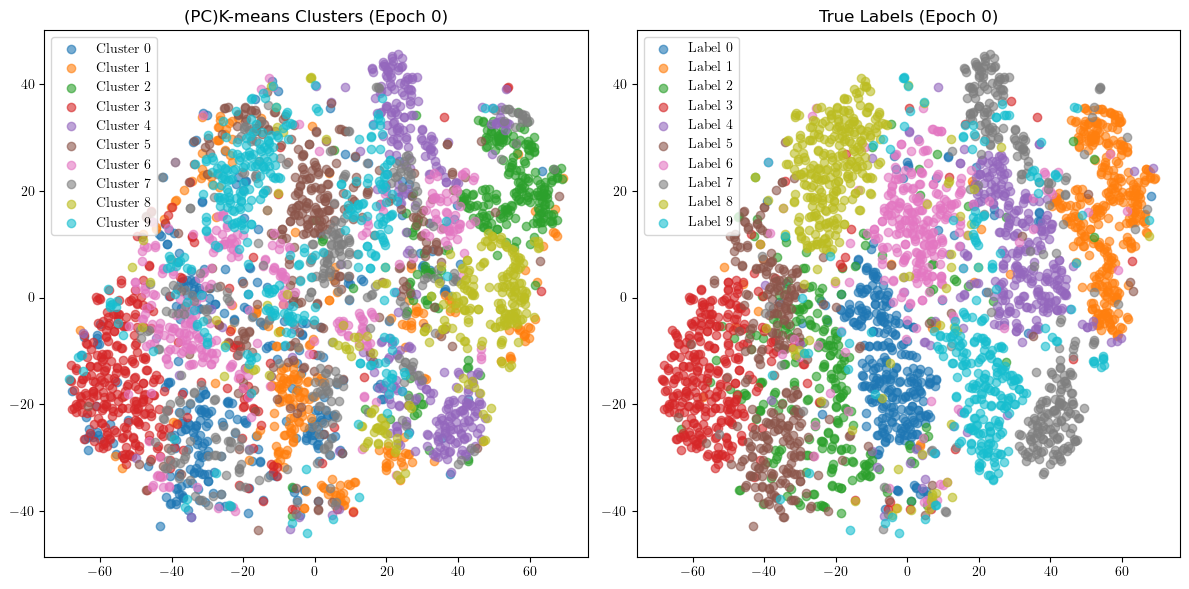 (PC)K-means Clusters (Epoch 0)
Cluster 0
Cluster 1
Cluster 2
Cluster 3
Cluster 4
Cluster 5
Cluster 6
Cluster 7
Cluster 8
Cluster 9
40
20
0
−20
−40
−60
−40
−20
0
20
40
60
True Labels (Epoch 0)
Label 0
Label 1
Label 2
Label 3
Label 4
Label 5
Label 6
Label 7
Label 8
Label 9
40
20
0
−20
−40
−60
−40
−20
0
20
40
60